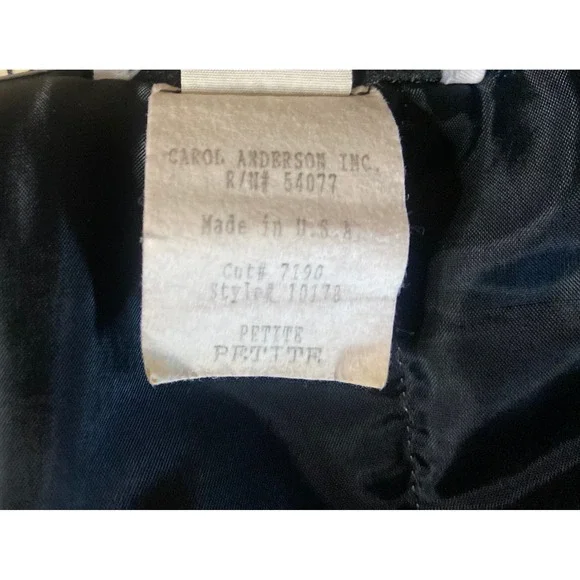 CAROL ANDERSON INC.
R/N# 54077
Made in U.S.A.
Cut# 7190
Style# 10178
PETITE
PETITE